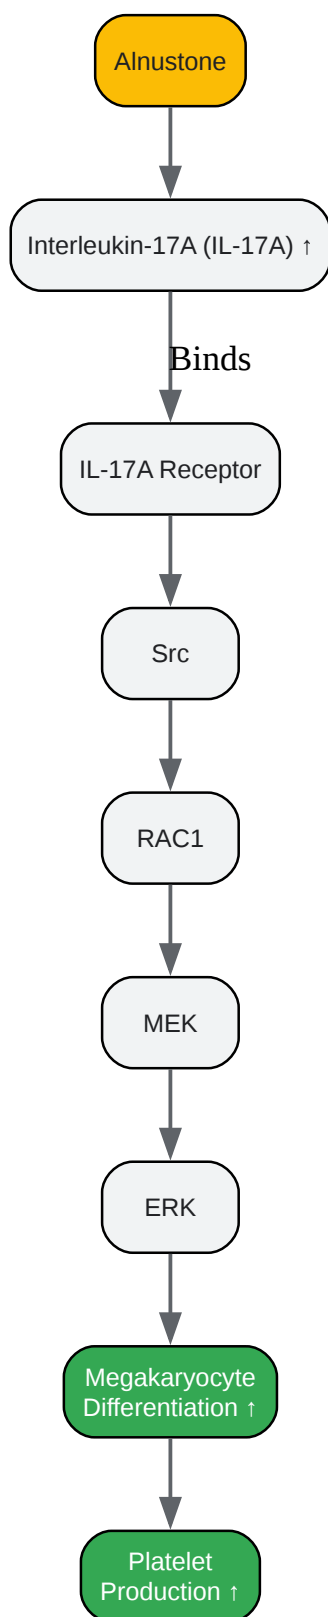 Alnustone
Interleukin-17A (IL-17A) ↑
Binds
IL-17A Receptor
Src
RAC1
MEK
ERK
Megakaryocyte
Differentiation ↑
Platelet
Production ↑